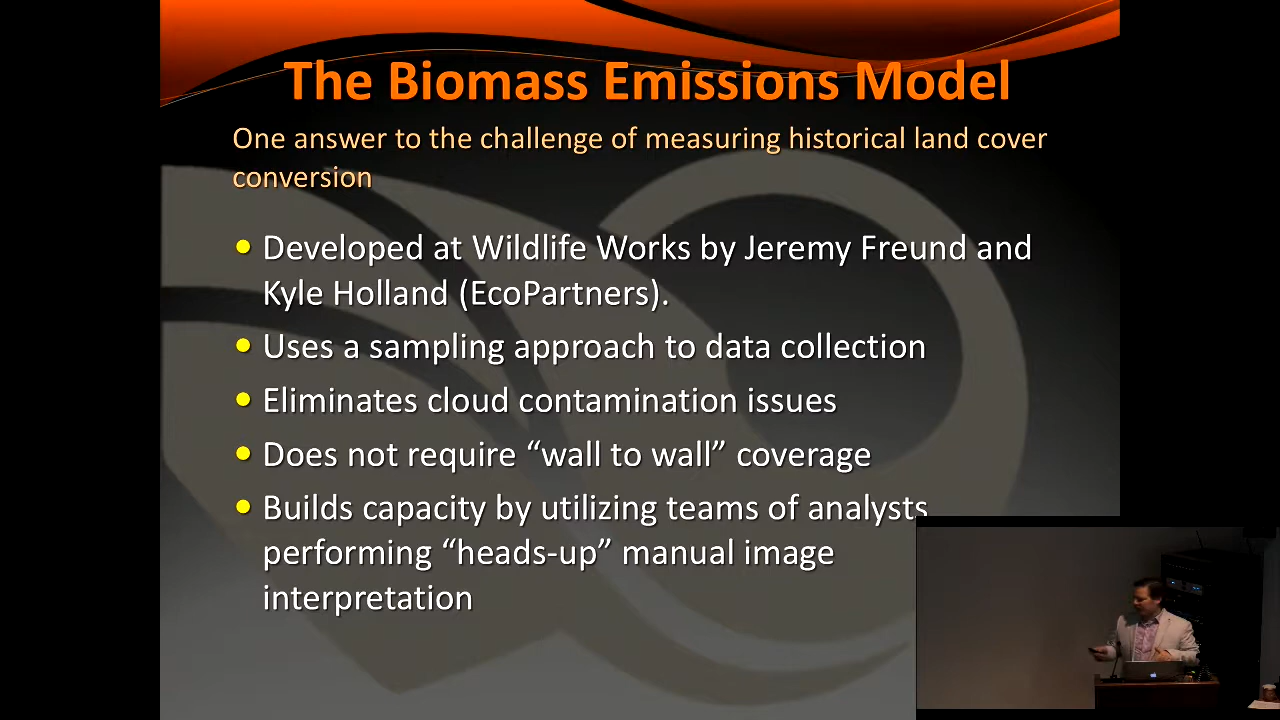 The Biomass Emissions Model
One answer to the challenge of measuring historical land cover
conversion
• Developed at Wildlife Works by Jeremy Freund and
Kyle Holland (EcoPartners).
• Uses a sampling approach to data collection
• Eliminates cloud contamination issues
• Does not require “wall to wall” coverage
• Builds capacity by utilizing teams of analysts
performing “heads-up” manual image
interpretation